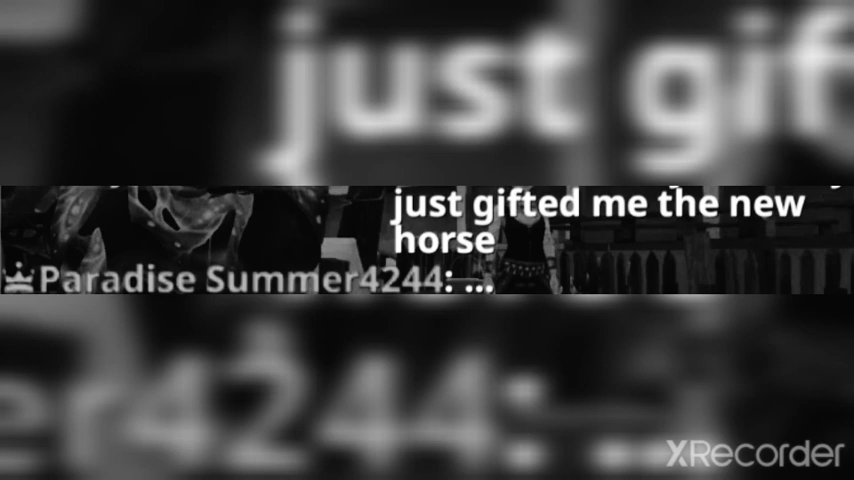 just gif
just gifted me the new
horse
Paradise Summer4244: ...
er4244: ...
XRecorder